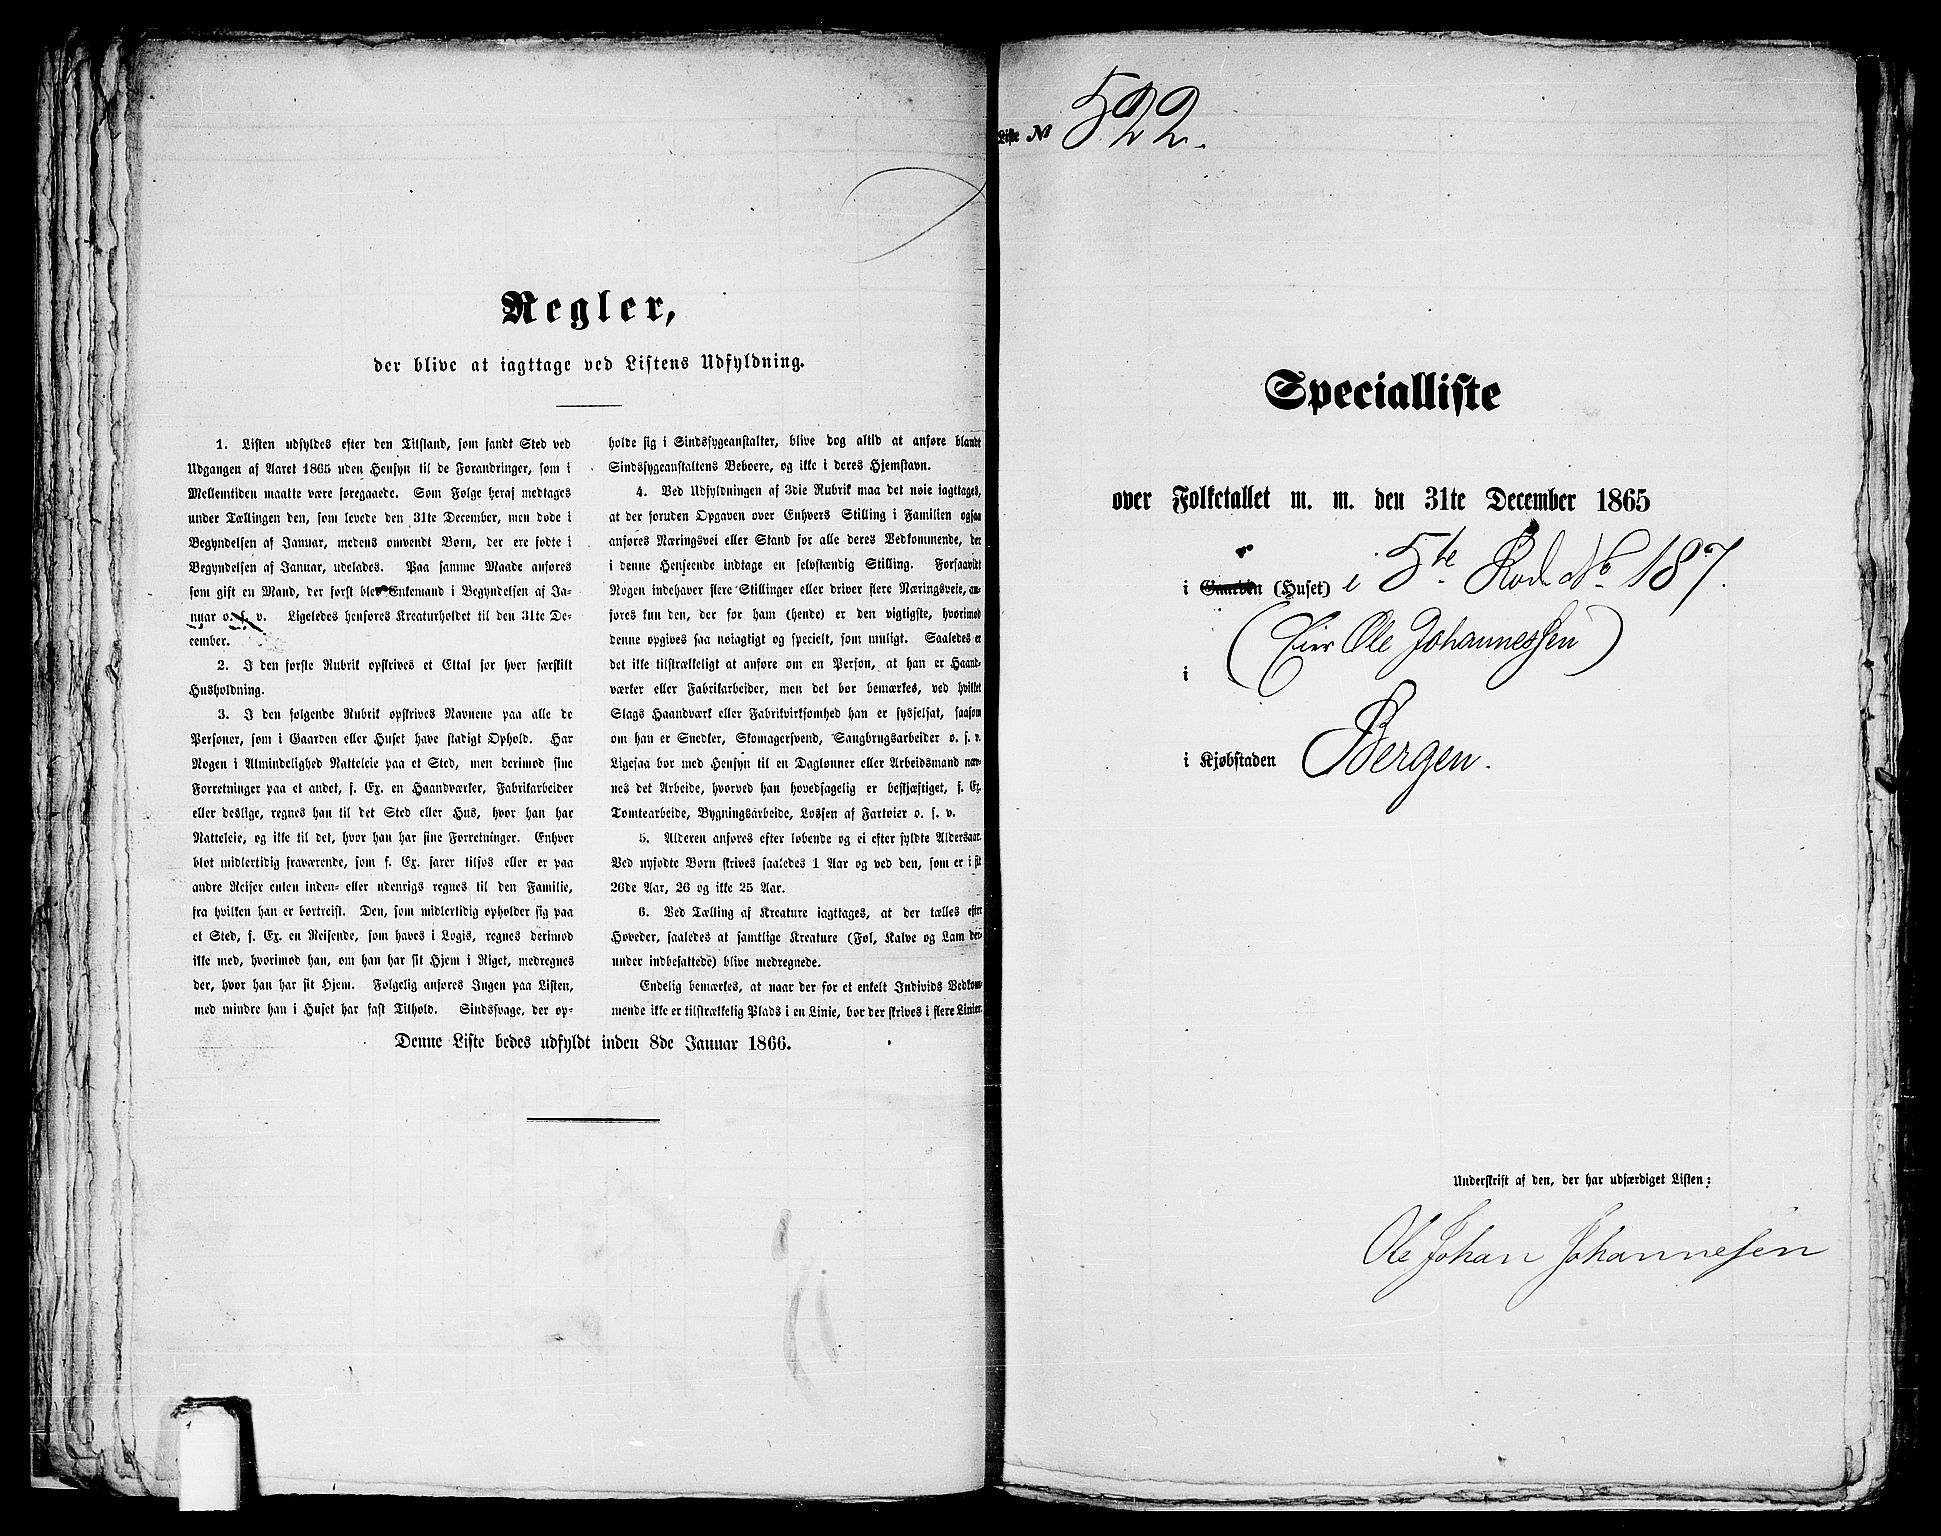 Regler,
der blive at iagttage ved Listens Udfyldning.
1. Listen udfyldes efter den Tilstand, som fandt Sted ved
Udgangen af Aaret 1865 uden Hensyn til de Forandringer, som i
Mellemtiden maatte være foregaaede. Som Følge heraf medtages
under Tællingen den, som levede den 31te December, men døde i
Begyndelsen af Januar, medens omvendt Børn, der ere fødte i
Begyndelsen af Januar, udelades. Paa samme Maade anføres
som gift en Mand, der først blev Enkemand i Begyndelsen af Ja-
nuar o. s. v. Ligeledes henføres Kreaturholdet til den 31te De-
cember.
2. I den første Rubrik opskrives et Ettal for hver særskilt
Husholdning.
3. I den følgende Rubrik opskrives Navnene paa alle de
Personer, som i Gaarden eller Huset have stadigt Ophold. Har
Nogen i Almindelighed Natteleie paa et Sted, men derimod sine
Forretninger paa et andet, f. Ex. en Haandværker, Fabrikarbeider
eller deslige, regnes han til det Sted eller Hus, hvor han har
Natteleie, og ikke til det, hvor han har sine Forretninger. Enhver
blot midlertidig fraværende, som f. Ex. farer tilsøs eller er paa
andre Reiser enten inden- eller udenrigs regnes til den Familie,
fra hvilken han er bortreist. Den, som midlertidig opholder sig paa
et Sted, f. Ex. en Reisende, som haves i Logis, regnes derimod
ikke med, hvorimod han, om han har sit Hjem i Riget, medregnes
der, hvor han har sit Hjem. Følgelig anføres Ingen paa Listen,
med mindre han i Huset har fast Tilhold. Sindssvage, der op-
holde sig i Sindssygeanstalter, blive dog altid at anføre blandt
Sindssygeanstaltens Beboere, og ikke i deres Hjemstavn.
4. Ved Udfyldningen af 3die Rubrik maa det nøie iagttages,
at der foruden Opgaven over Enhvers Stilling i Familien ogsaa
anføres Næringsvei eller Stand for alle deres Vedkommende, der
i denne Henseende indtage en selvstændig Stilling. Forsaavidt
Nogen indehaver flere Stillinger eller driver flere Næringsveie, an-
føres kun den, der for ham (hende) er den vigtigste, hvorimod
denne opgives saa nøiagtigt og specielt, som muligt. Saaledes er
det ikke tilstrækkeligt at anføre om en Person, at han er Haand-
værker eller Fabrikarbeider, men det bør bemærkes, ved hvilket
Slags Haandværk eller Fabrikvirksomhed han er sysselsat, saasom
om han er Snedker, Skomagersvend, Saugbrugsarbeider o. s. v.
Ligesaa bør med Hensyn til en Daglønner eller Arbeidsmand næv-
nes det Arbeide, hvorved han hovedsagelig er beskjæftiget, f. Ex.
Tomtearbeide, Bygningsarbeide, Lossen af Fartøier o. s. v.
5. Alderen anføres efter løbende og ei efter fyldte Aldersaar.
Ved nyfødte Børn skrives saaledes 1 Aar og ved den, som er i sit
26de Aar, 26 og ikke 25 Aar.
6. Ved Tælling af Kreature iagttages, at der tælles efter
Hoveder, saaledes at samtlige Kreature (Føl, Kalve og Lam der-
under indbefattede) blive medregnede.
Endelig bemærkes, at naar der for et enkelt Individs Vedkom-
mende ikke er tilstrækkelig Plads i en Linie, bør der skrives i flere Linier.
Denne Liste bedes udfyldt inden 8de Januar 1866.
Liste № 522.
Specialliste
over Folketallet m. m. den 31te December 1865
i Gaarden (Huset) i 5te Rode No 187.
(Eier Ole Johannessen)
i
i Kjøbstaden Bergen.
Underskrift af den, der har udfærdiget Listen:
Ole Johan Johannesen